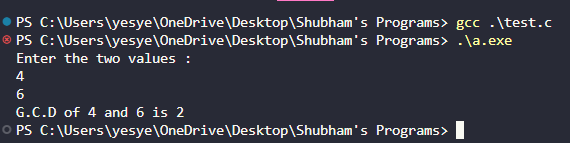 PS C:\Users\yesye\OneDrive\Desktop\Shubham's Programs> gcc .\test.c
PS C:\Users\yesye\OneDrive\Desktop\Shubham's Programs> .\a.exe
Enter the two values :
4
6
G.C.D of 4 and 6 is 2
PS C:\Users\yesye\OneDrive\Desktop\Shubham's Programs>